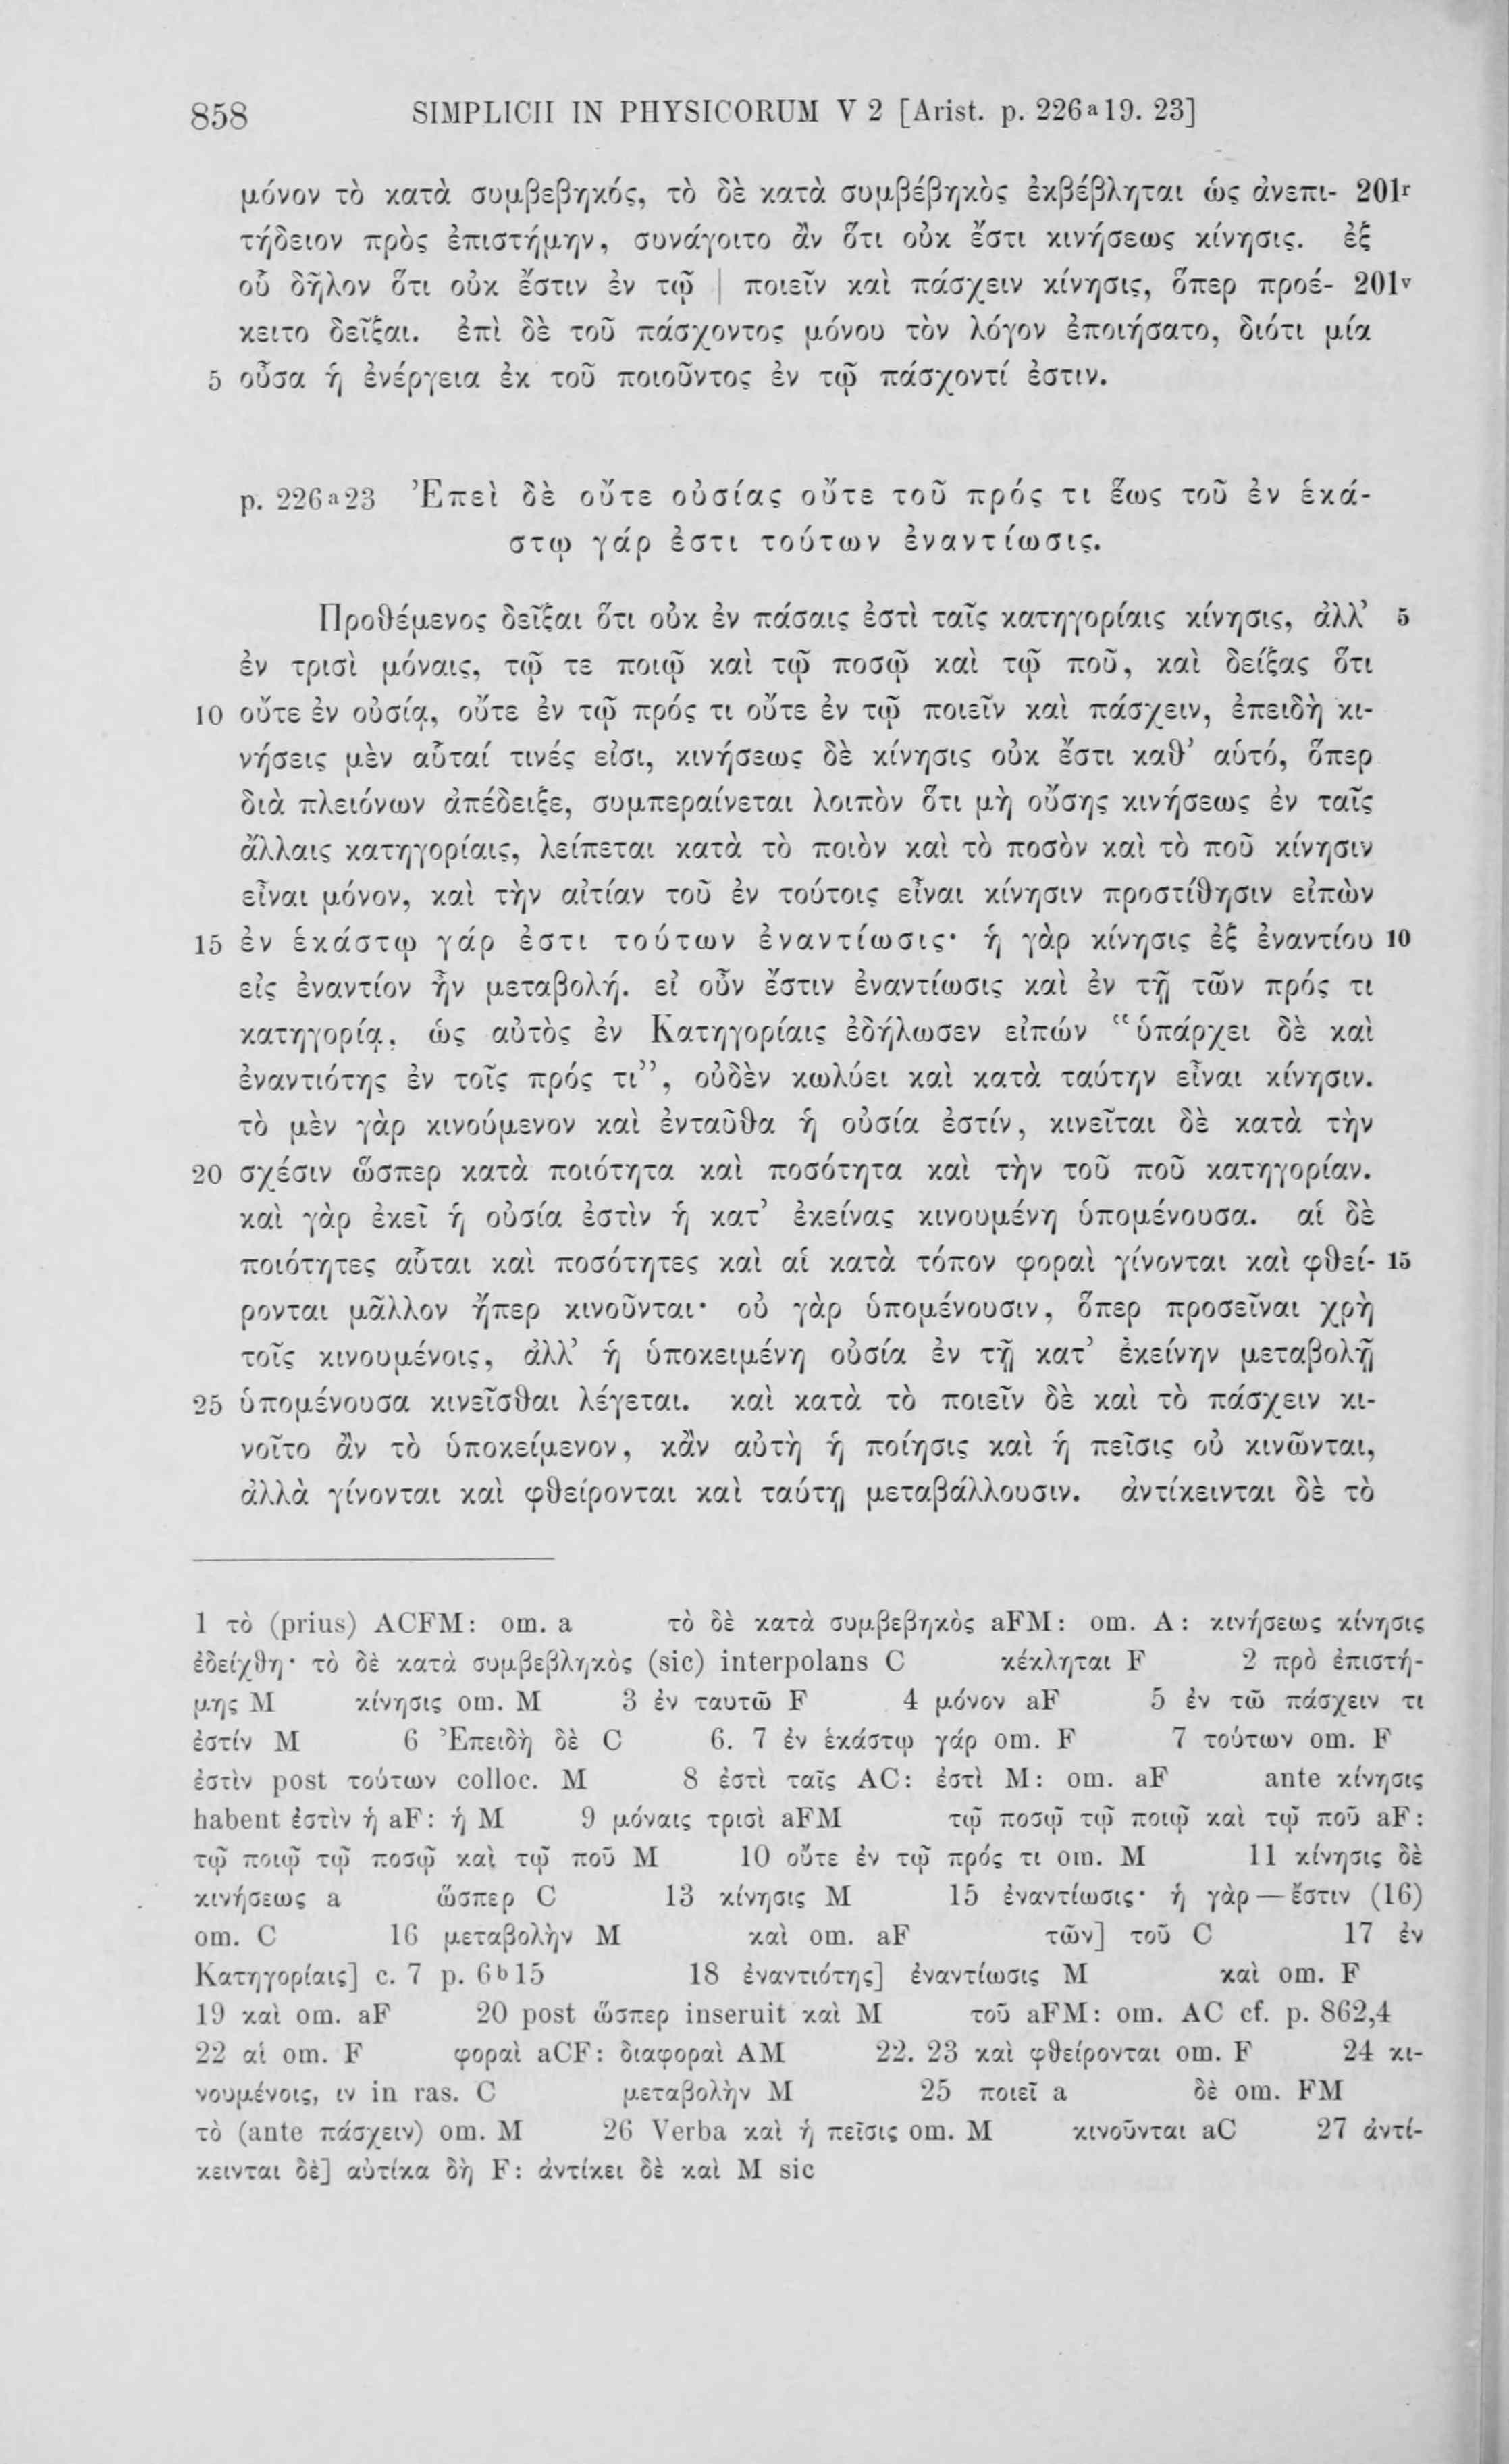 858 SIMPLICII IN PHYSICORUM V 2 [Arist. p. 226ᵃ19. 23]
μόνον τὸ κατὰ συμβεβηκός, τὸ δὲ κατὰ συμβέβηκὸς ἐκβέβληται ὡς ἀνεπι- 201ʳ
τήδειον πρὸς ἐπιστήμην, συνάγοιτο ἂν ὅτι οὐκ ἔστι κινήσεως κίνησις. ἐξ
οὗ δῆλον ὅτι οὐκ ἔστιν ἐν τῷ | ποιεῖν καὶ πάσχειν κίνησις, ὅπερ προέ- 201ᵛ
κειτο δεῖξαι. ἐπὶ δὲ τοῦ πάσχοντος μόνου τὸν λόγον ἐποιήσατο, διότι μία
5 οὖσα ἡ ἐνέργεια ἐκ τοῦ ποιοῦντος ἐν τῷ πάσχοντί ἐστιν.
p. 226ᵃ23 Ἐπεὶ δὲ οὔτε οὐσίας οὔτε τοῦ πρός τι ἕως τοῦ ἐν ἑκά-
στῳ γάρ ἐστι τούτων ἐναντίωσις.
Προθέμενος δεῖξαι ὅτι οὐκ ἐν πάσαις ἐστὶ ταῖς κατηγορίαις κίνησις, ἀλλ’ 5
ἐν τρισὶ μόναις, τῷ τε ποιῷ καὶ τῷ ποσῷ καὶ τῷ ποῦ, καὶ δείξας ὅτι
10 οὔτε ἐν οὐσίᾳ, οὔτε ἐν τῷ πρός τι οὔτε ἐν τῷ ποιεῖν καὶ πάσχειν, ἐπειδὴ κι-
νήσεις μὲν αὗταί τινές εἰσι, κινήσεως δὲ κίνησις οὐκ ἔστι καθ’ αὑτό, ὅπερ
διὰ πλειόνων ἀπέδειξε, συμπεραίνεται λοιπὸν ὅτι μὴ οὔσης κινήσεως ἐν ταῖς
ἄλλαις κατηγορίαις, λείπεται κατὰ τὸ ποιὸν καὶ τὸ ποσὸν καὶ τὸ ποῦ κίνησιν
εἶναι μόνον, καὶ τὴν αἰτίαν τοῦ ἐν τούτοις εἶναι κίνησιν προστίθησιν εἰπὼν
15 ἐν ἑκάστῳ γάρ ἐστι τούτων ἐναντίωσις· ἡ γὰρ κίνησις ἐξ ἐναντίου 10
εἰς ἐναντίον ἦν μεταβολή. εἰ οὖν ἔστιν ἐναντίωσις καὶ ἐν τῇ τῶν πρός τι
κατηγορίᾳ, ὡς αὐτὸς ἐν Κατηγορίαις ἐδήλωσεν εἰπών “ὑπάρχει δὲ καὶ
ἐναντιότης ἐν τοῖς πρός τι”, οὐδὲν κωλύει καὶ κατὰ ταύτην εἶναι κίνησιν.
τὸ μὲν γὰρ κινούμενον καὶ ἐνταῦθα ἡ οὐσία ἐστίν, κινεῖται δὲ κατὰ τὴν
20 σχέσιν ὥσπερ κατὰ ποιότητα καὶ ποσότητα καὶ τὴν τοῦ ποῦ κατηγορίαν.
καὶ γὰρ ἐκεῖ ἡ οὐσία ἐστὶν ἡ κατ’ ἐκείνας κινουμένη ὑπομένουσα. αἱ δὲ
ποιότητες αὗται καὶ ποσότητες καὶ αἱ κατὰ τόπον φοραὶ γίνονται καὶ φθεί- 15
ρονται μᾶλλον ἤπερ κινοῦνται· οὐ γὰρ ὑπομένουσιν, ὅπερ προσεῖναι χρὴ
τοῖς κινουμένοις, ἀλλ’ ἡ ὑποκειμένη οὐσία ἐν τῇ κατ’ ἐκείνην μεταβολῇ
25 ὑπομένουσα κινεῖσθαι λέγεται. καὶ κατὰ τὸ ποιεῖν δὲ καὶ τὸ πάσχειν κι-
νοῖτο ἂν τὸ ὑποκείμενον, κἂν αὐτὴ ἡ ποίησις καὶ ἡ πεῖσις οὐ κινῶνται,
ἀλλὰ γίνονται καὶ φθείρονται καὶ ταύτῃ μεταβάλλουσιν. ἀντίκεινται δὲ τὸ
1 τὸ (prius) ACFM: om. a τὸ δὲ κατὰ συμβεβηκὸς aFM: om. A: κινήσεως κίνησις
ἐδείχθη· τὸ δὲ κατὰ συμβεβληκὸς (sic) interpolans C κέκληται F 2 πρὸ ἐπιστή-
μης M κίνησις om. M 3 ἐν ταυτῶ F 4 μόνον aF 5 ἐν τῶ πάσχειν τι
ἐστίν M 6 Ἐπειδὴ δὲ C 6. 7 ἐν ἑκάστῳ γάρ om. F 7 τούτων om. F
ἐστὶν post τούτων colloc. M 8 ἐστὶ ταῖς AC: ἐστὶ M: om. aF ante κίνησις
habent ἐστὶν ἡ aF: ἡ M 9 μόναις τρισὶ aFM τῷ ποσῷ τῷ ποιῷ καὶ τῷ ποῦ aF:
τῷ ποιῷ τῷ ποσῷ καὶ τῷ ποῦ M 10 οὔτε ἐν τῷ πρός τι om. M 11 κίνησις δὲ
κινήσεως a ὥσπερ C 13 κίνησις M 15 ἐναντίωσις· ἡ γὰρ — ἔστιν (16)
om. C 16 μεταβολὴν M καὶ om. aF τῶν] τοῦ C 17 ἐν
Κατηγορίαις] c. 7 p. 6ᵇ15 18 ἐναντιότης] ἐναντίωσις M καὶ om. F
19 καὶ om. aF 20 post ὥσπερ inseruit καὶ M τοῦ aFM: om. AC cf. p. 862,4
22 αἱ om. F φοραὶ aCF: διαφοραὶ AM 22. 23 καὶ φθείρονται om. F 24 κι-
νουμένοις, ιν in ras. C μεταβολὴν M 25 ποιεῖ a δὲ om. FM
τὸ (ante πάσχειν) om. M 26 Verba καὶ ἡ πεῖσις om. M κινοῦνται aC 27 ἀντί-
κεινται δὲ] αὐτίκα δὴ F: ἀντίκει δὲ καὶ M sic